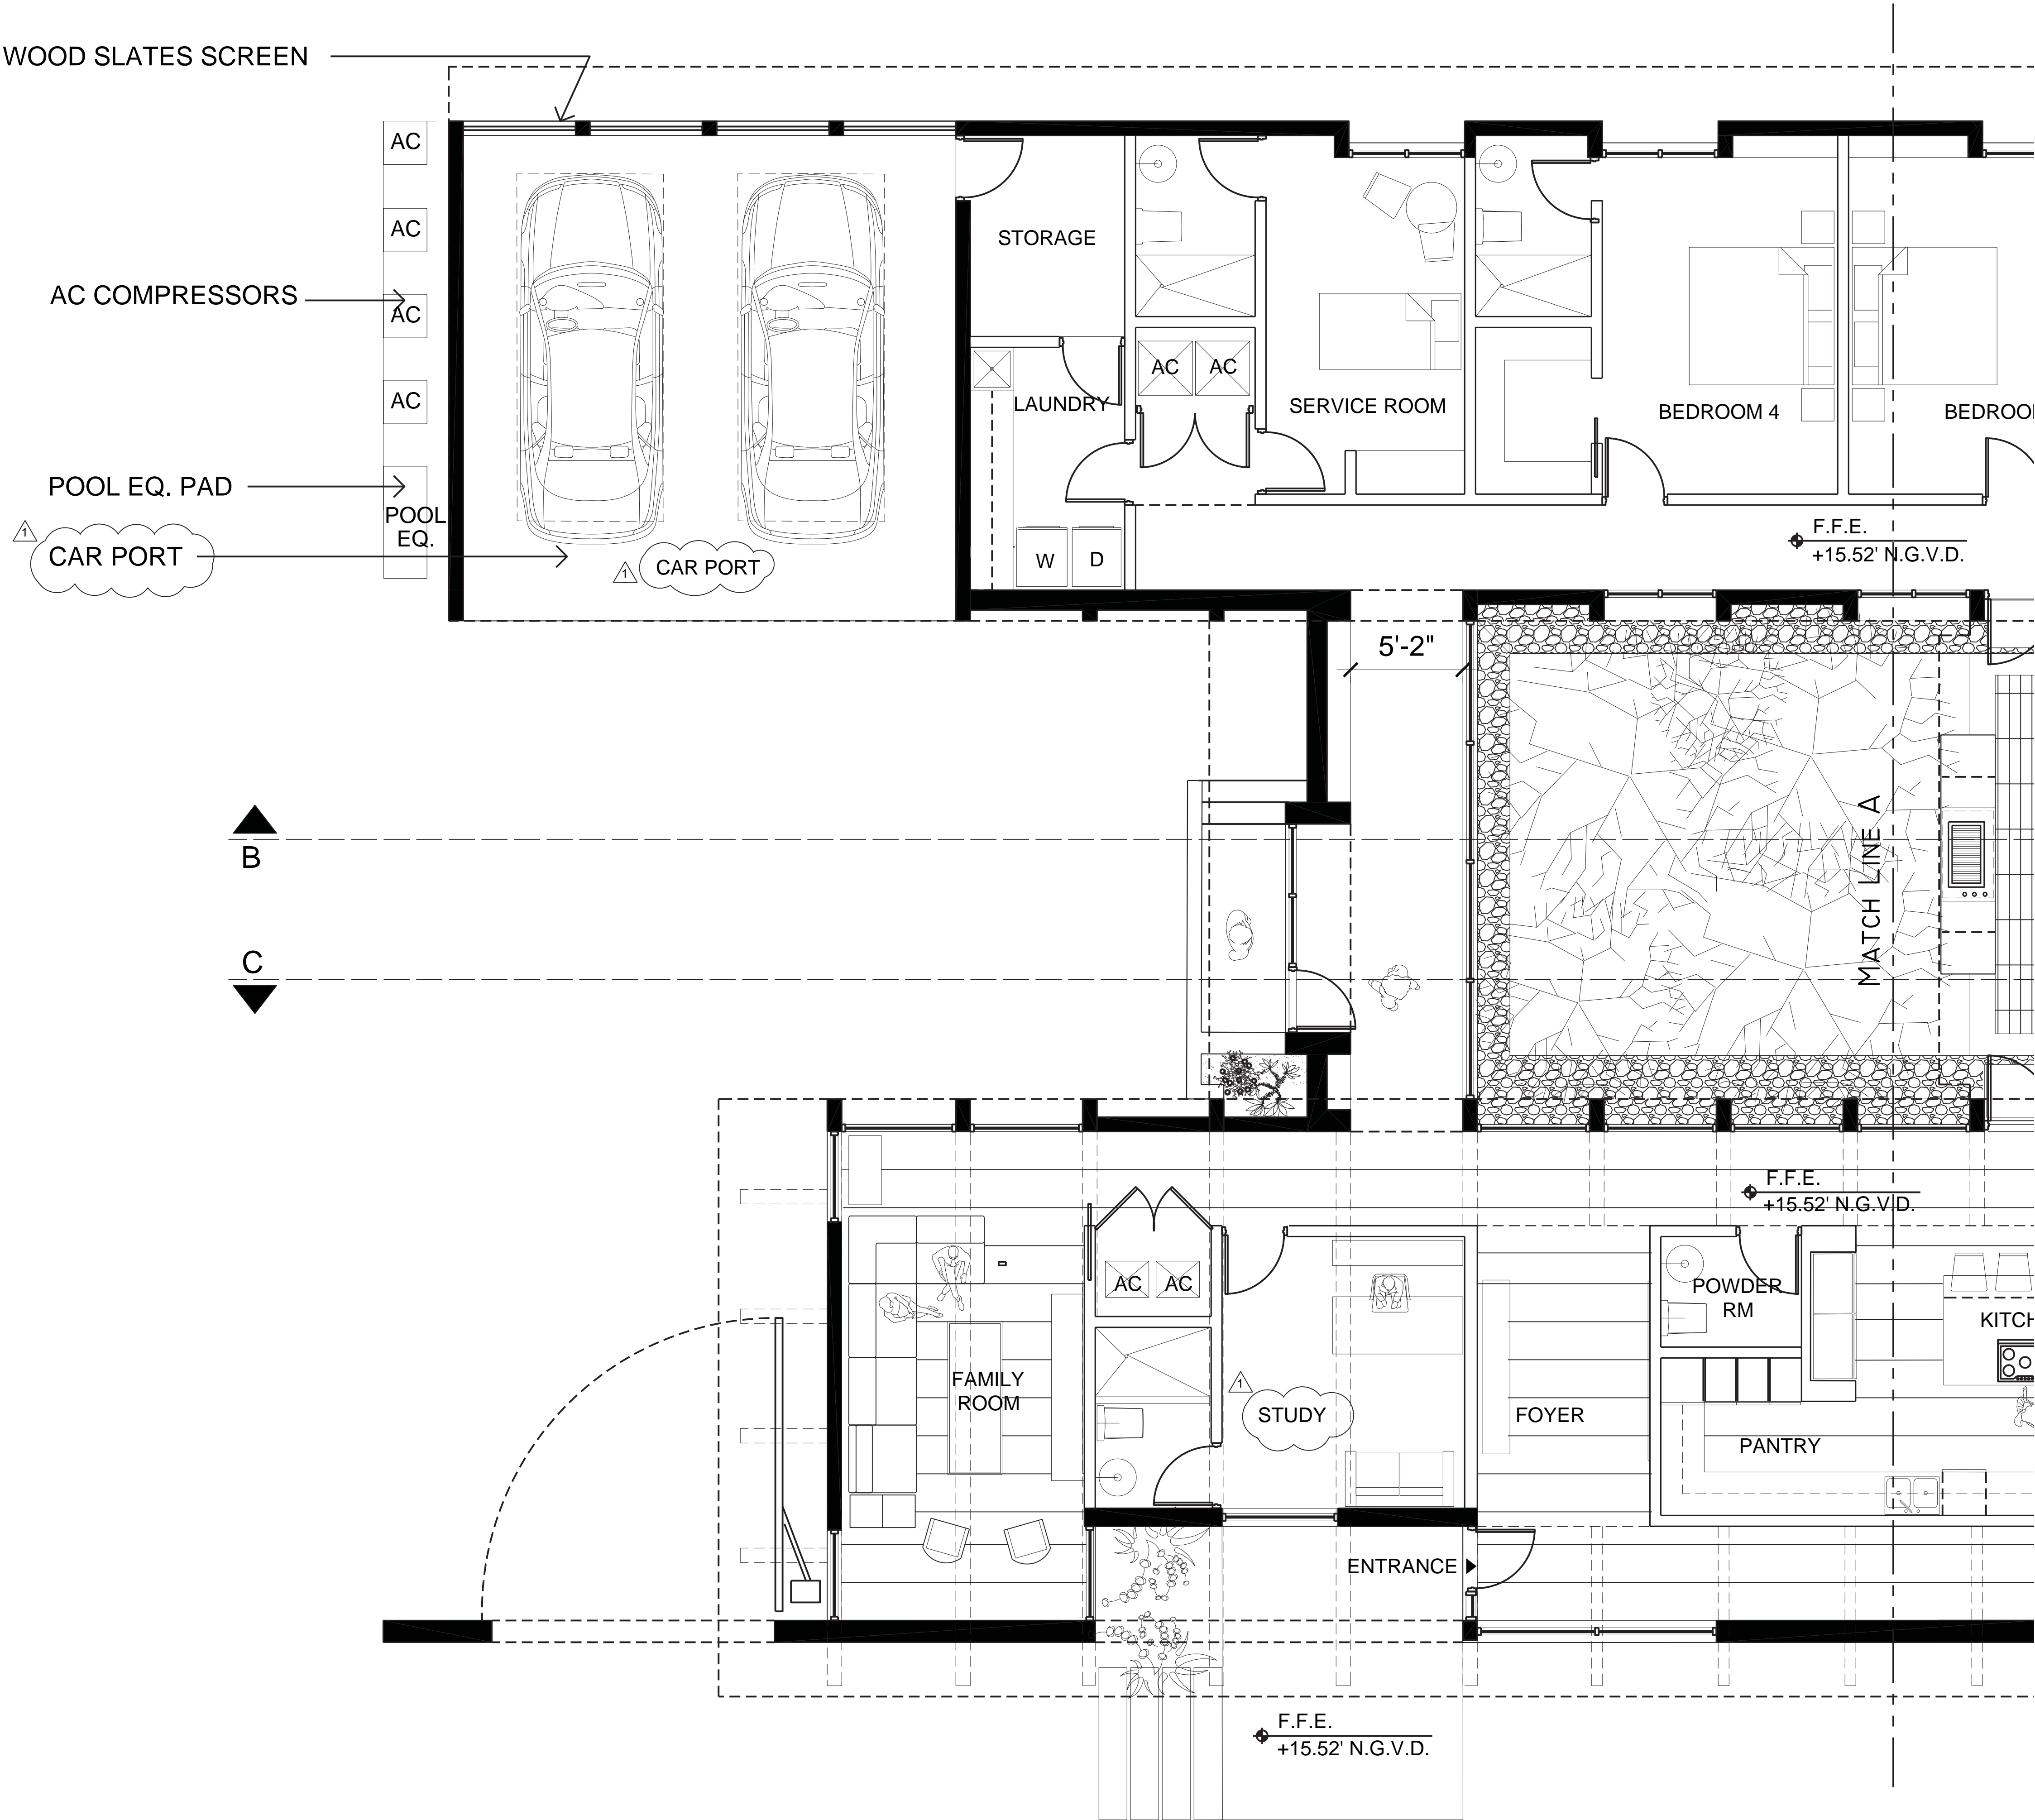 WOOD SLATES SCREEN
AC
AC
AC COMPRESSORS
AC
AC
POOL EQ. PAD
POOL
EQ.
1
CAR PORT
1
CAR PORT
STORAGE
LAUNDRY
AC AC
SERVICE ROOM
BEDROOM 4
W D
F.F.E.
+15.52' N.G.V.D.
5'-2"
B
C
MATCH LINE A
F.F.E.
+15.52' N.G.V.D.
AC AC
POWDER
RM
FAMILY
ROOM
1
STUDY
FOYER
PANTRY
ENTRANCE
F.F.E.
+15.52' N.G.V.D.